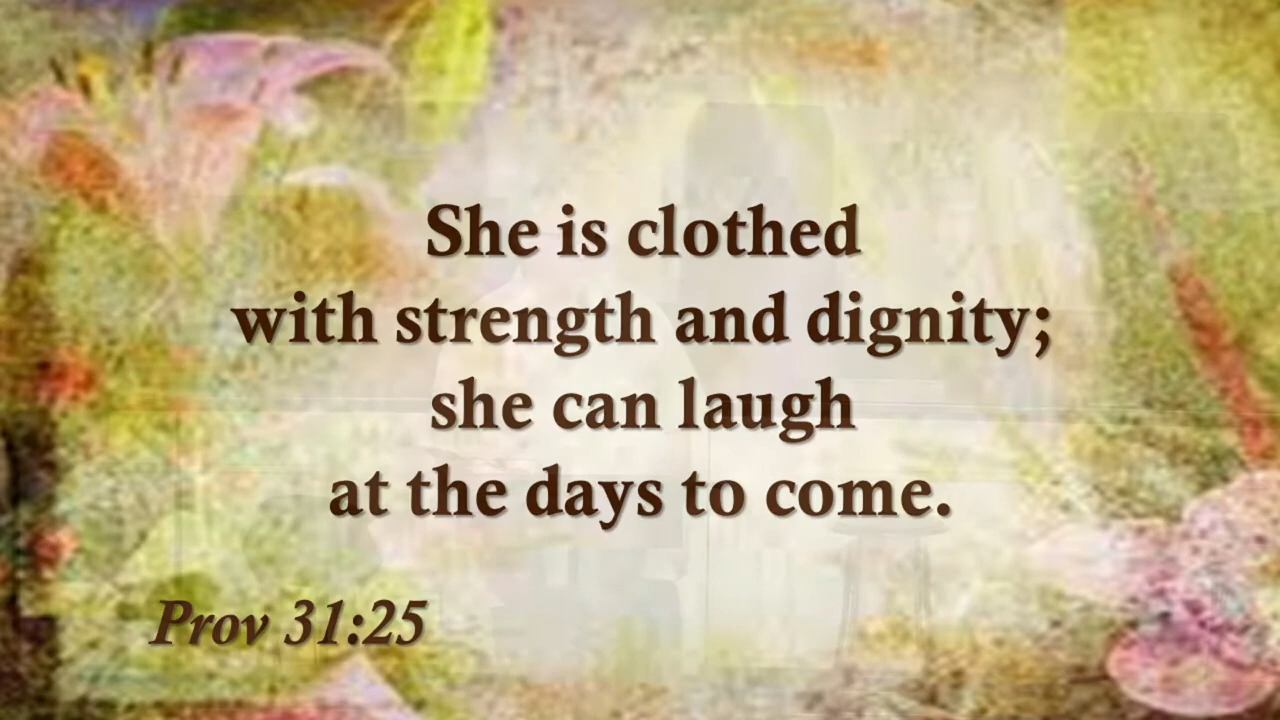 She is clothed
with strength and dignity;
she can laugh
at the days to come.
Prov 31:25